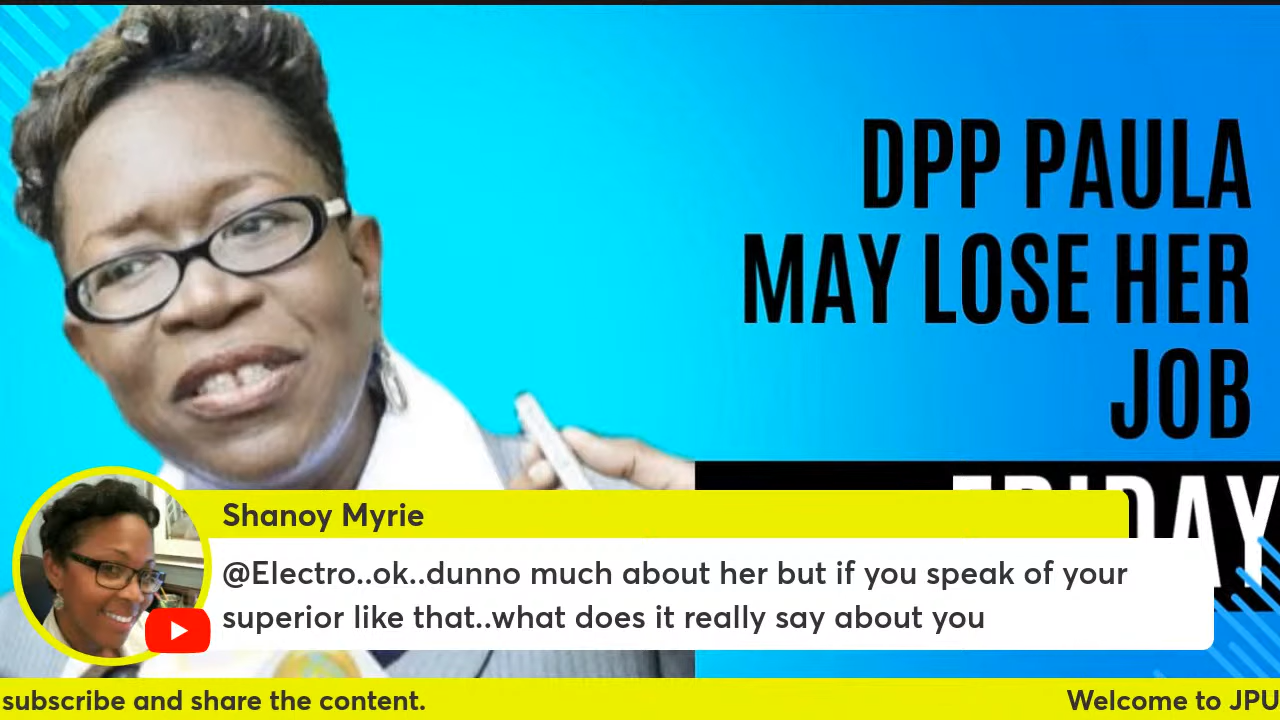 DPP PAULA
MAY LOSE HER
JOB
FRIDAY
Shanoy Myrie
@Electro..ok..dunno much about her but if you speak of your
superior like that..what does it really say about you
subscribe and share the content.
Welcome to JPU